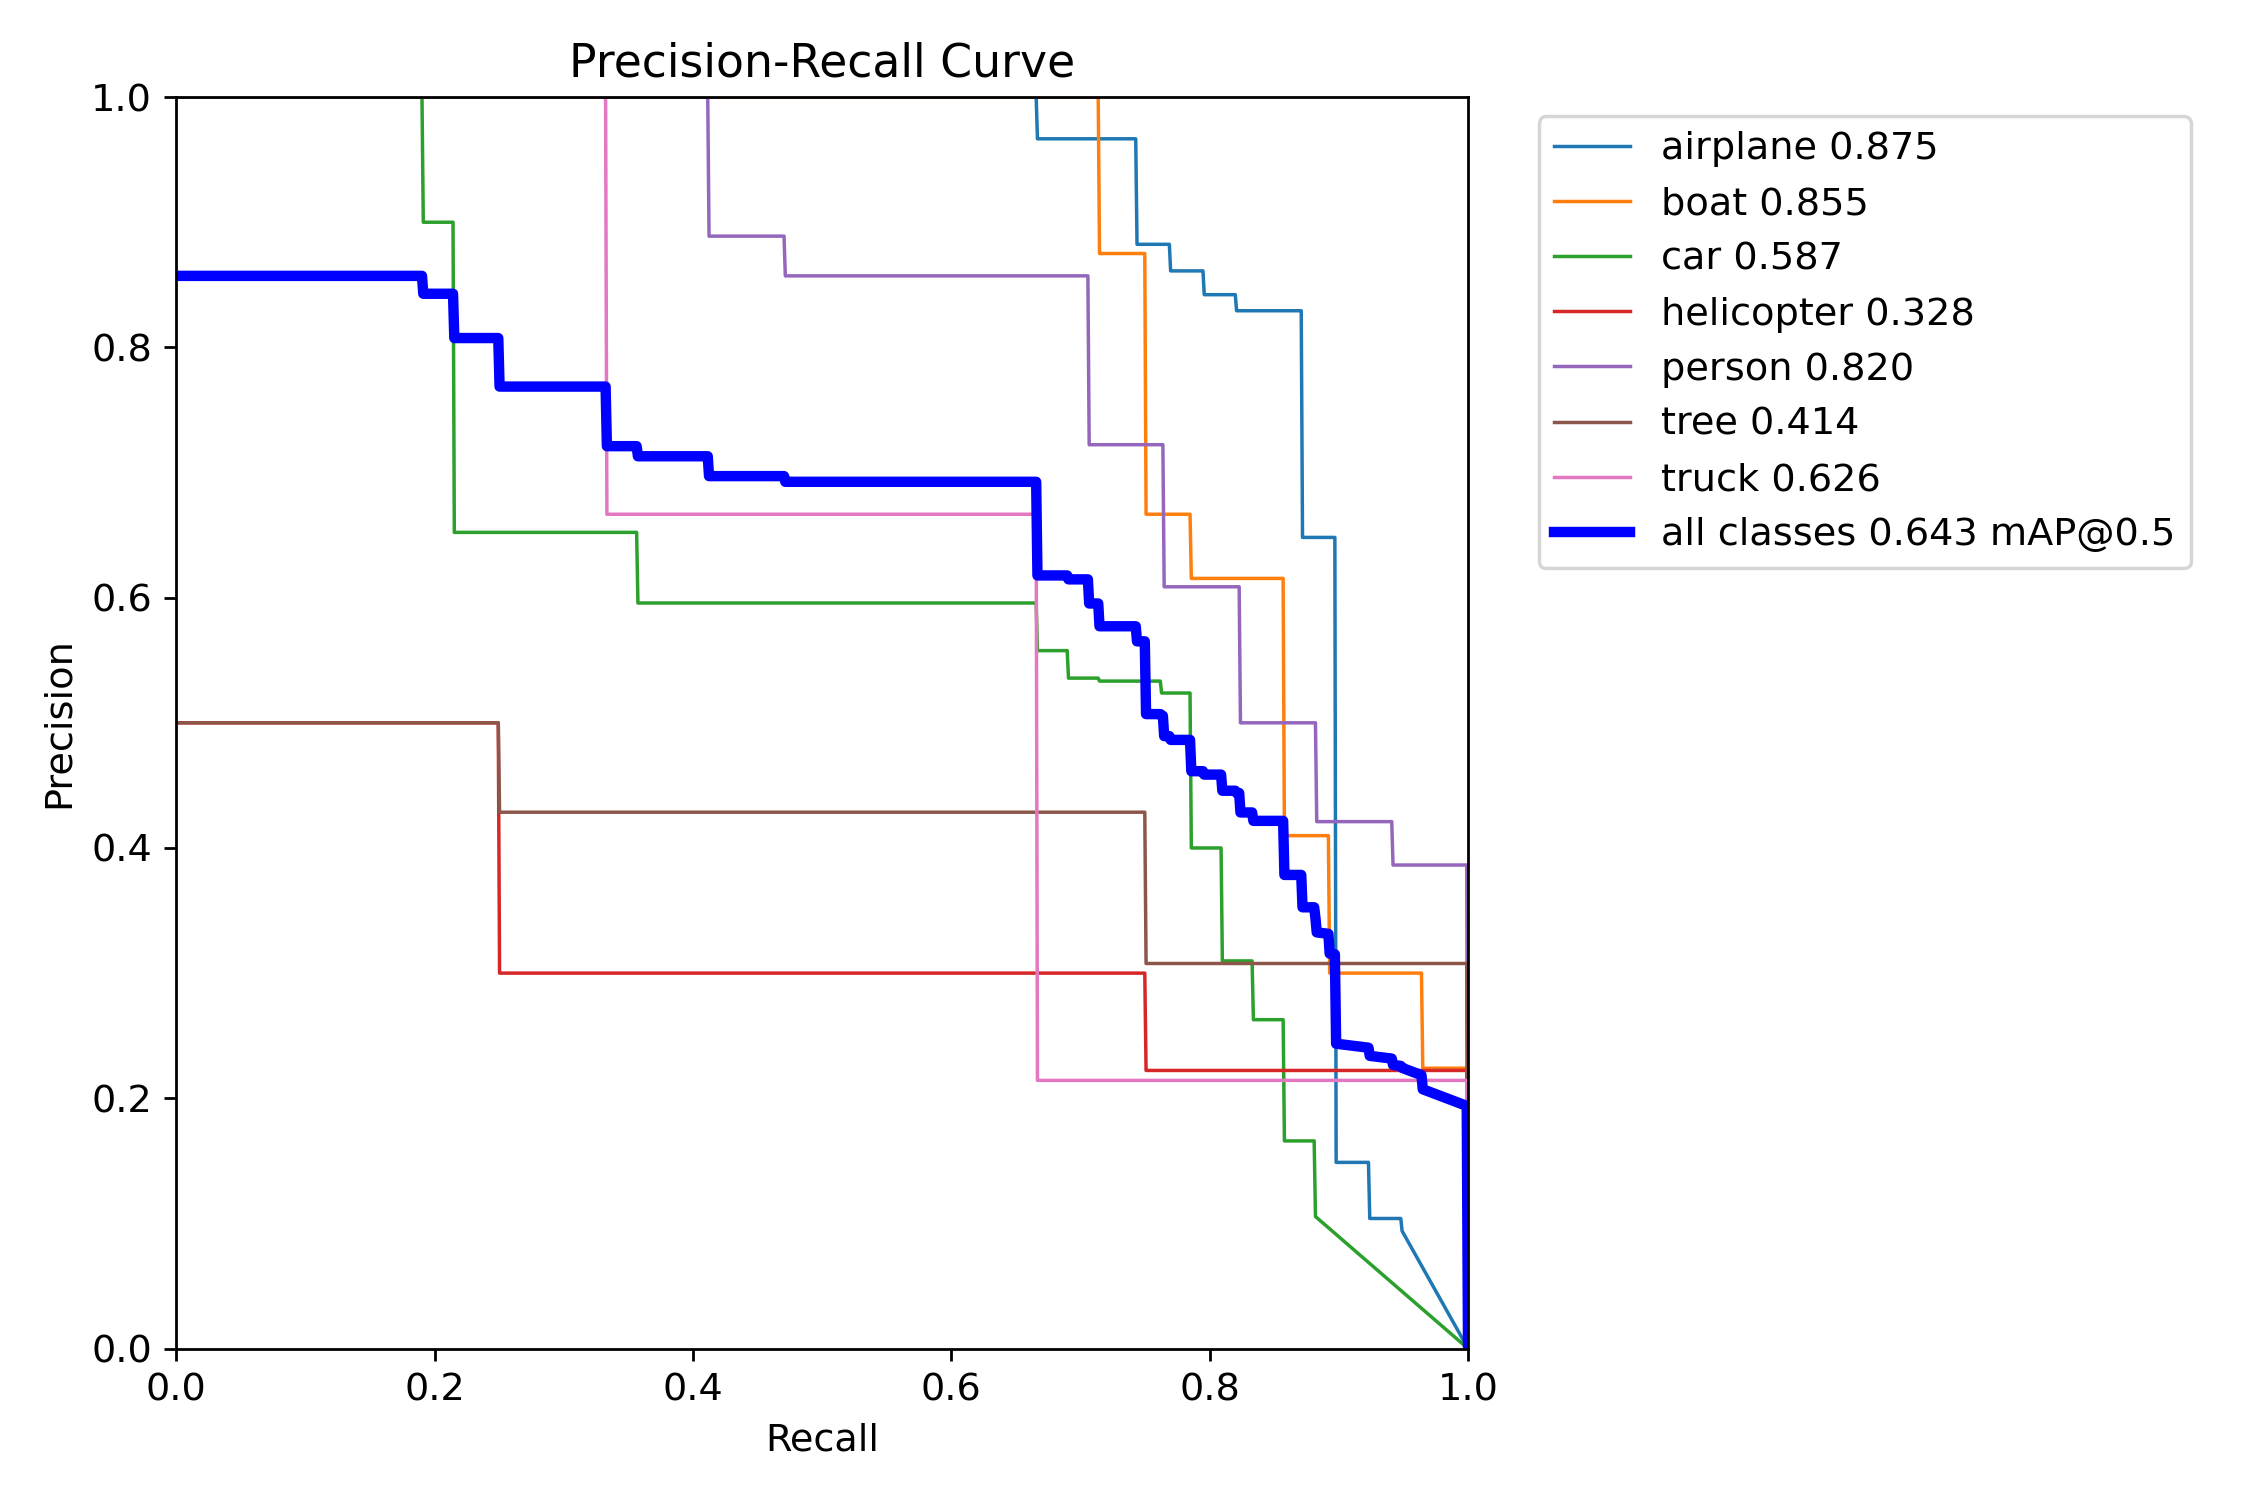 Precision-Recall Curve
1.0
0.8
0.6
0.4
0.2
0.0
Precision
0.0 0.2 0.4 0.6 0.8 1.0
Recall
airplane 0.875
boat 0.855
car 0.587
helicopter 0.328
person 0.820
tree 0.414
truck 0.626
all classes 0.643 mAP@0.5